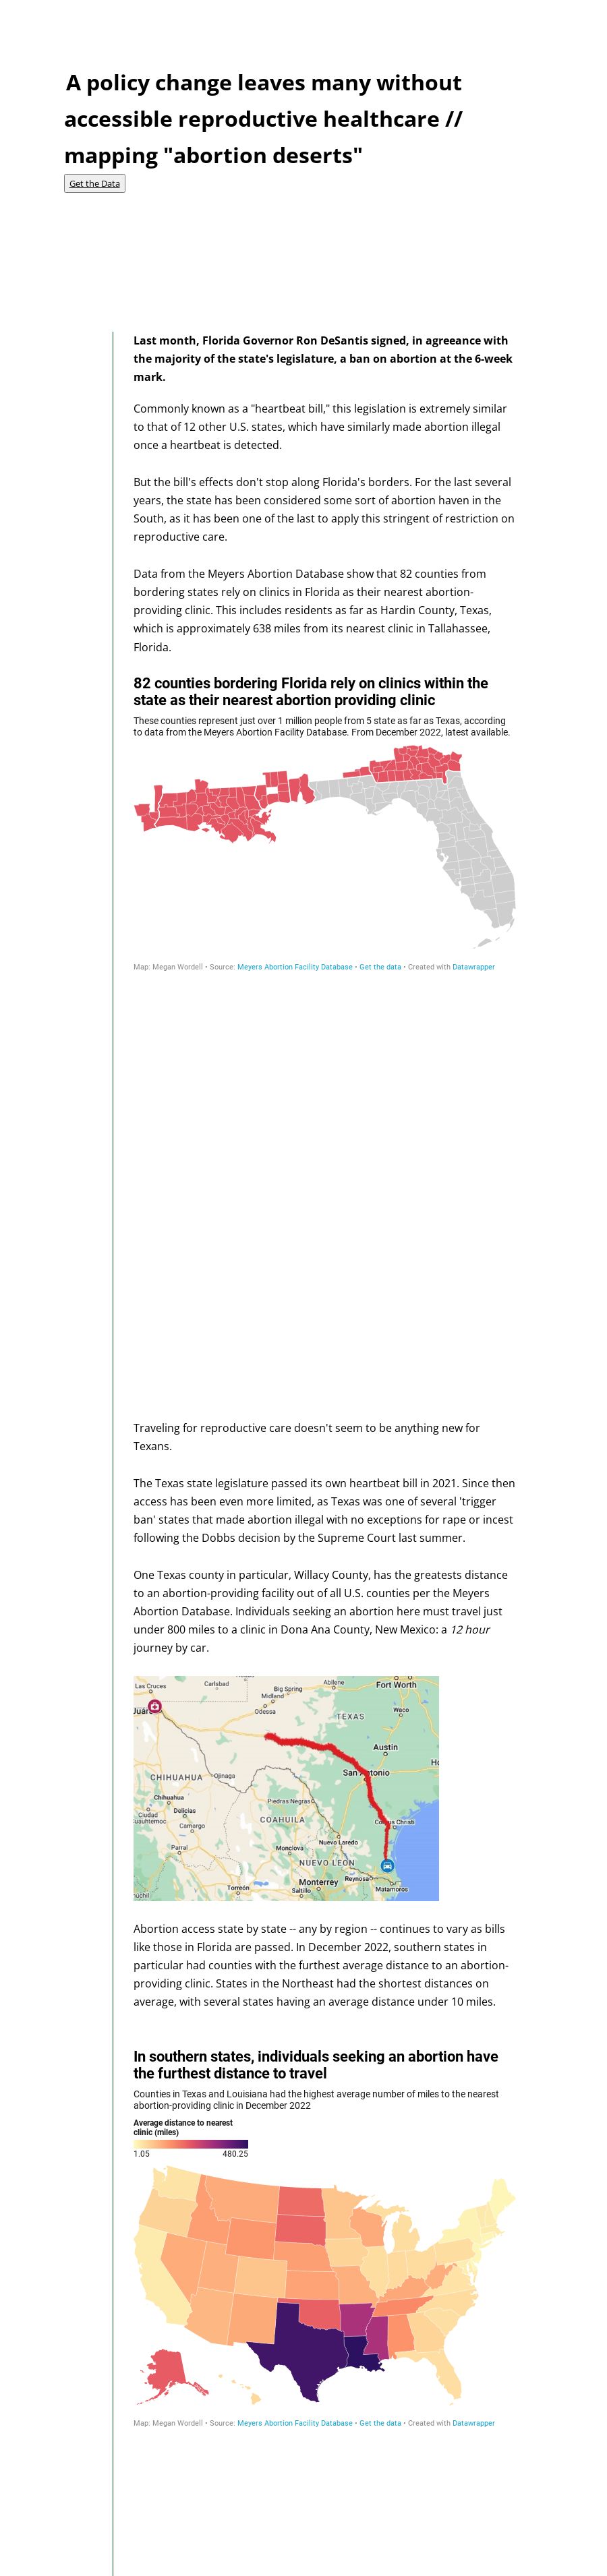 A policy change leaves many without
accessible reproductive healthcare //
mapping "abortion deserts"
Get the Data
Last month, Florida Governor Ron DeSantis signed, in agreeance with
the majority of the state's legislature, a ban on abortion at the 6-week
mark.
Commonly known as a "heartbeat bill," this legislation is extremely similar
to that of 12 other U.S. states, which have similarly made abortion illegal
once a heartbeat is detected.
But the bill's effects don't stop along Florida's borders. For the last several
years, the state has been considered some sort of abortion haven in the
South, as it has been one of the last to apply this stringent of restriction on
reproductive care.
Data from the Meyers Abortion Database show that 82 counties from
bordering states rely on clinics in Florida as their nearest abortion-
providing clinic. This includes residents as far as Hardin County, Texas,
which is approximately 638 miles from its nearest clinic in Tallahassee,
Florida.
82 counties bordering Florida rely on clinics within the
state as their nearest abortion providing clinic
These counties represent just over 1 million people from 5 state as far as Texas, according
to data from the Meyers Abortion Facility Database. From December 2022, latest available.
Map: Megan Wordell • Source: Meyers Abortion Facility Database • Get the data • Created with Datawrapper
Traveling for reproductive care doesn't seem to be anything new for
Texans.
The Texas state legislature passed its own heartbeat bill in 2021. Since then
access has been even more limited, as Texas was one of several 'trigger
ban' states that made abortion illegal with no exceptions for rape or incest
following the Dobbs decision by the Supreme Court last summer.
One Texas county in particular, Willacy County, has the greatests distance
to an abortion-providing facility out of all U.S. counties per the Meyers
Abortion Database. Individuals seeking an abortion here must travel just
under 800 miles to a clinic in Dona Ana County, New Mexico: a 12 hour
journey by car.
Las Cruces
Carlsbad
Abilene
Fort Worth
Big Spring
Midland
Odessa
Waco
TEXAS
Austin
San Antonio
CHIHUAHUA
Ojinaga
Chihuahua
Delicias
Ciudad
Cuauhtemoc
Camargo
Piedras Negras
COAHUILA
Nuevo Laredo
Parral
Monclova
NUEVO LEON
Reynosa
Torreón
Monterrey
Saltillo
Matamoros
Abortion access state by state -- any by region -- continues to vary as bills
like those in Florida are passed. In December 2022, southern states in
particular had counties with the furthest average distance to an abortion-
providing clinic. States in the Northeast had the shortest distances on
average, with several states having an average distance under 10 miles.
In southern states, individuals seeking an abortion have
the furthest distance to travel
Counties in Texas and Louisiana had the highest average number of miles to the nearest
abortion-providing clinic in December 2022
Average distance to nearest
clinic (miles)
1.05 480.25
Map: Megan Wordell • Source: Meyers Abortion Facility Database • Get the data • Created with Datawrapper